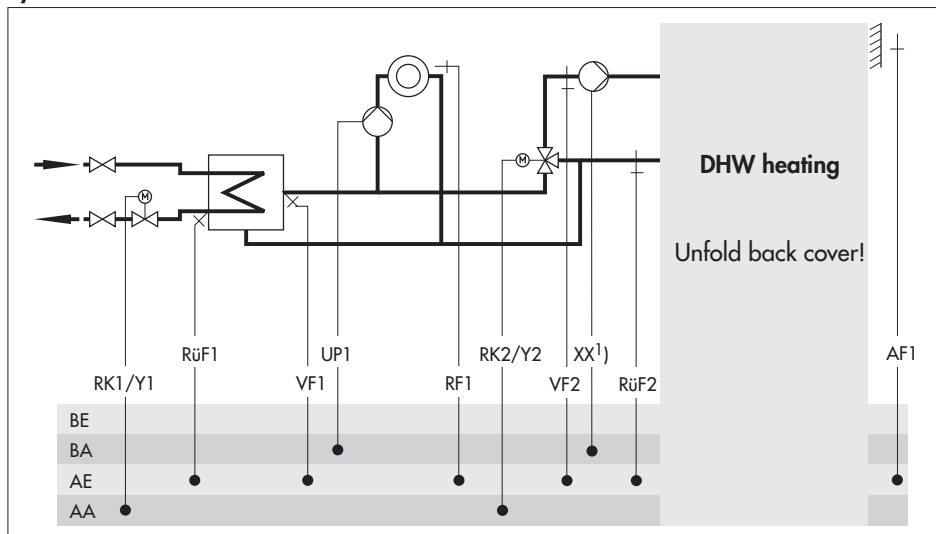 M
M
DHW heating
Unfold back cover!
RüF1
UP1
RK2/Y2
XX¹)
AF1
RK1/Y1
VF1
RF1
VF2
RüF2
BE
BA
AE
AA